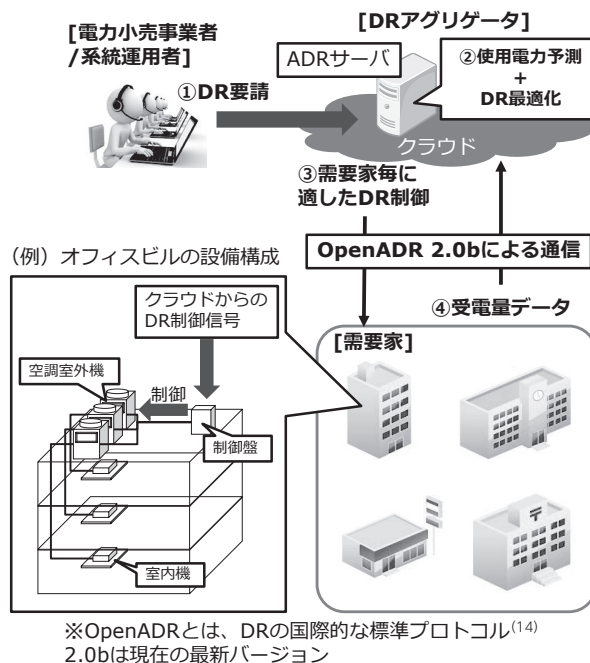 [電力小売事業者
/系統運用者]
[DRアグリゲータ]
ADRサーバ
②使用電力予測
+
DR最適化
①DR要請
クラウド
③需要家毎に
適したDR制御
OpenADR 2.0bによる通信
④受電量データ
(例)オフィスビルの設備構成
クラウドからの
DR制御信号
空調室外機
制御
制御盤
室内機
[需要家]
※OpenADRとは、DRの国際的な標準プロトコル(14)
2.0bは現在の最新バージョン